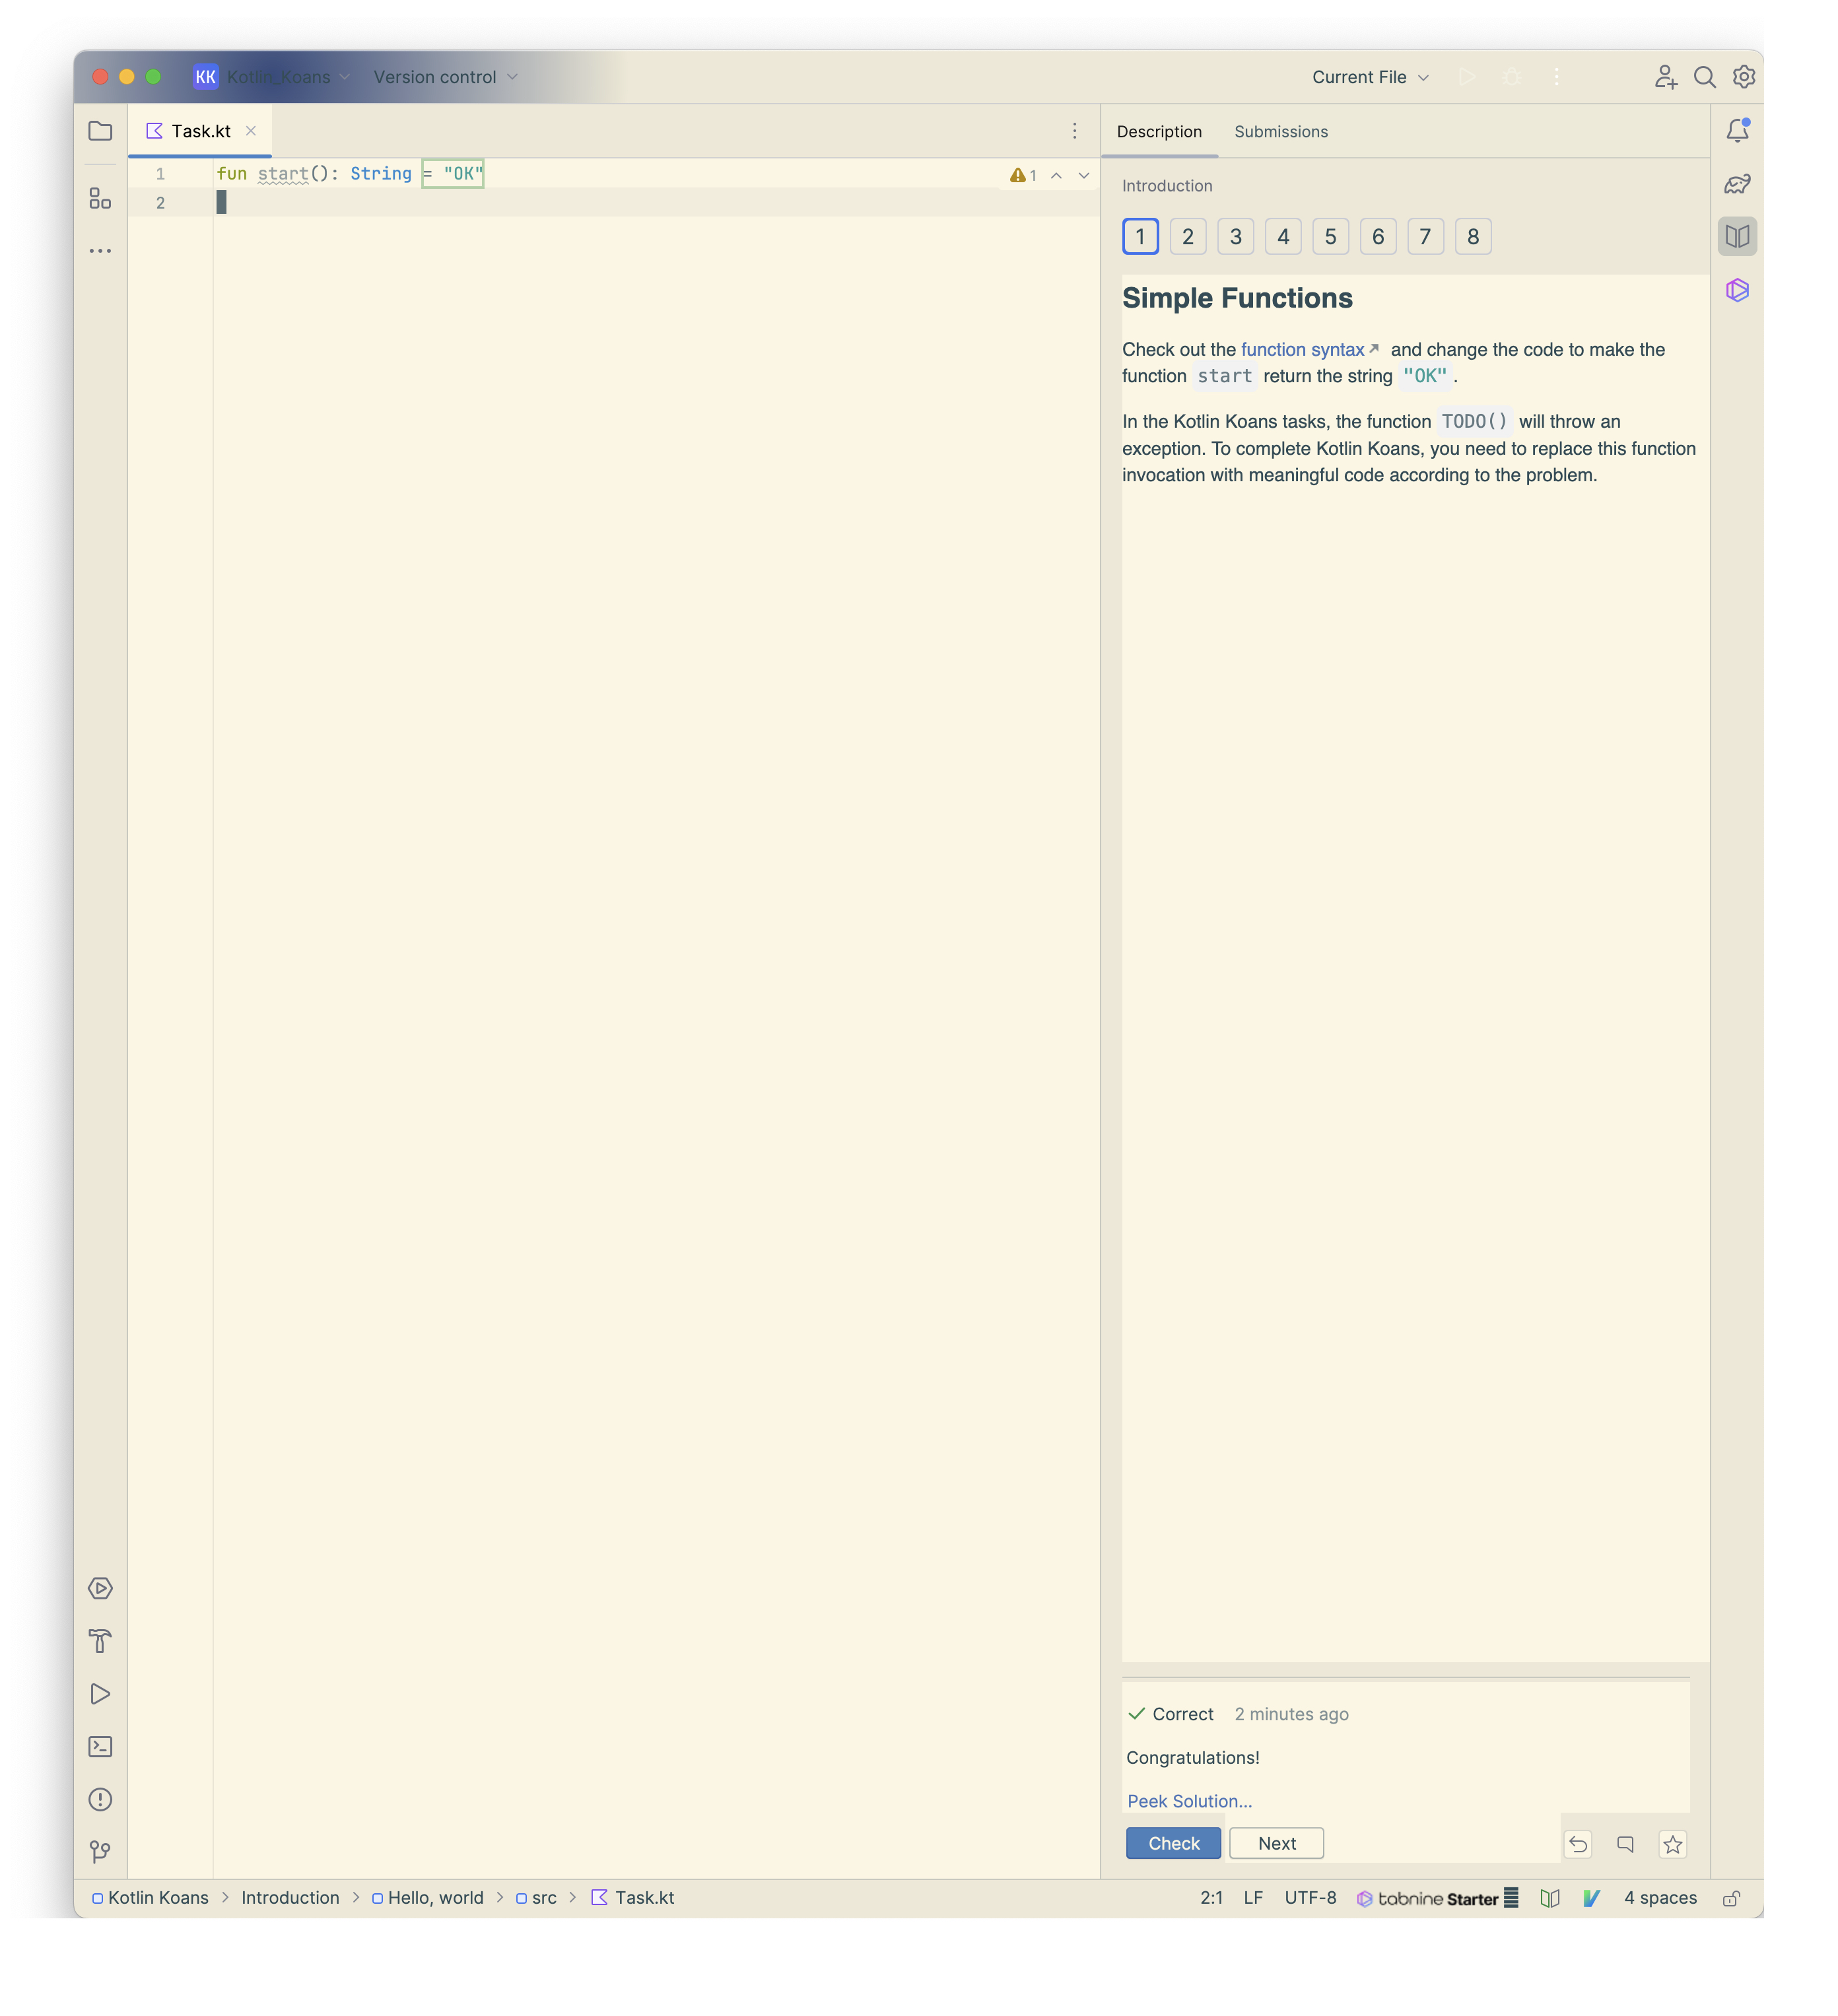 KK Kotlin_Koans Version control Current File
Task.kt
Description Submissions
1 fun start(): String = "OK"
1
2
Introduction
1 2 3 4 5 6 7 8
Simple Functions
Check out the function syntax and change the code to make the
function start return the string "OK".
In the Kotlin Koans tasks, the function TODO() will throw an
exception. To complete Kotlin Koans, you need to replace this function
invocation with meaningful code according to the problem.
Correct 2 minutes ago
Congratulations!
Peek Solution...
Check Next
Kotlin Koans > Introduction > Hello, world > src > Task.kt 2:1 LF UTF-8 tabnine Starter 4 spaces